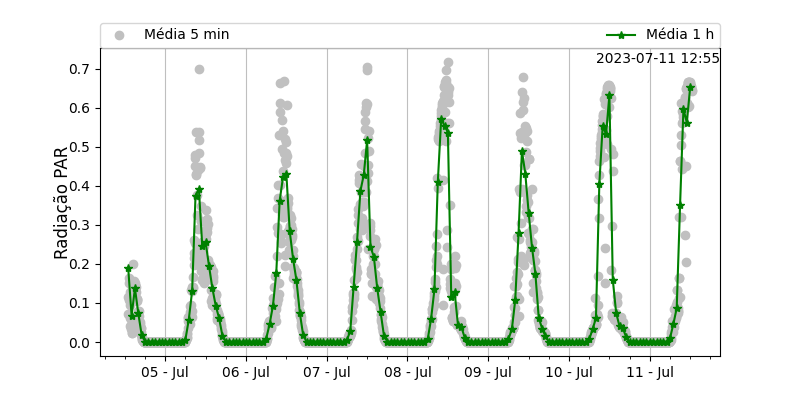 Média 5 min
Média 1 h
2023-07-11 12:55
Radiação PAR
0.7
0.6
0.5
0.4
0.3
0.2
0.1
0.0
05 - Jul
06 - Jul
07 - Jul
08 - Jul
09 - Jul
10 - Jul
11 - Jul